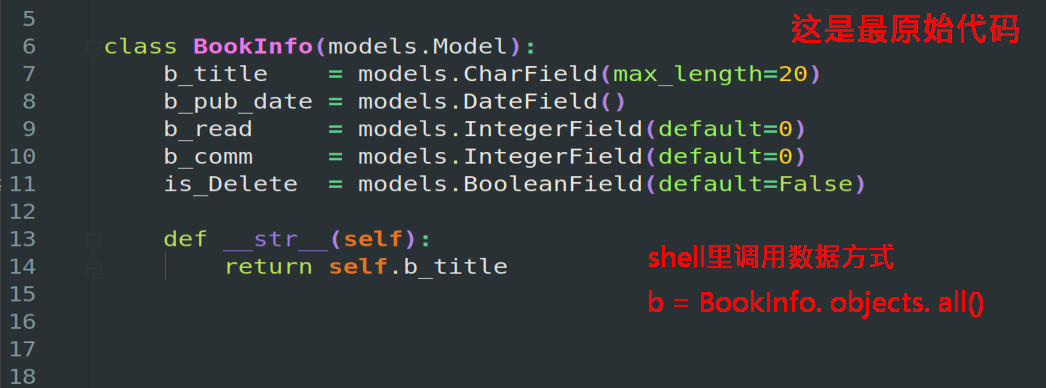 5
这是最原始代码
6 class BookInfo(models.Model):
7 b_title = models.CharField(max_length=20)
8 b_pub_date = models.DateField()
9 b_read = models.IntegerField(default=0)
10 b_comm = models.IntegerField(default=0)
11 is_Delete = models.BooleanField(default=False)
12
13 def __str__(self):
14 return self.b_title
shell里调用数据方式
15
b = BookInfo. objects. all()
16
17
18